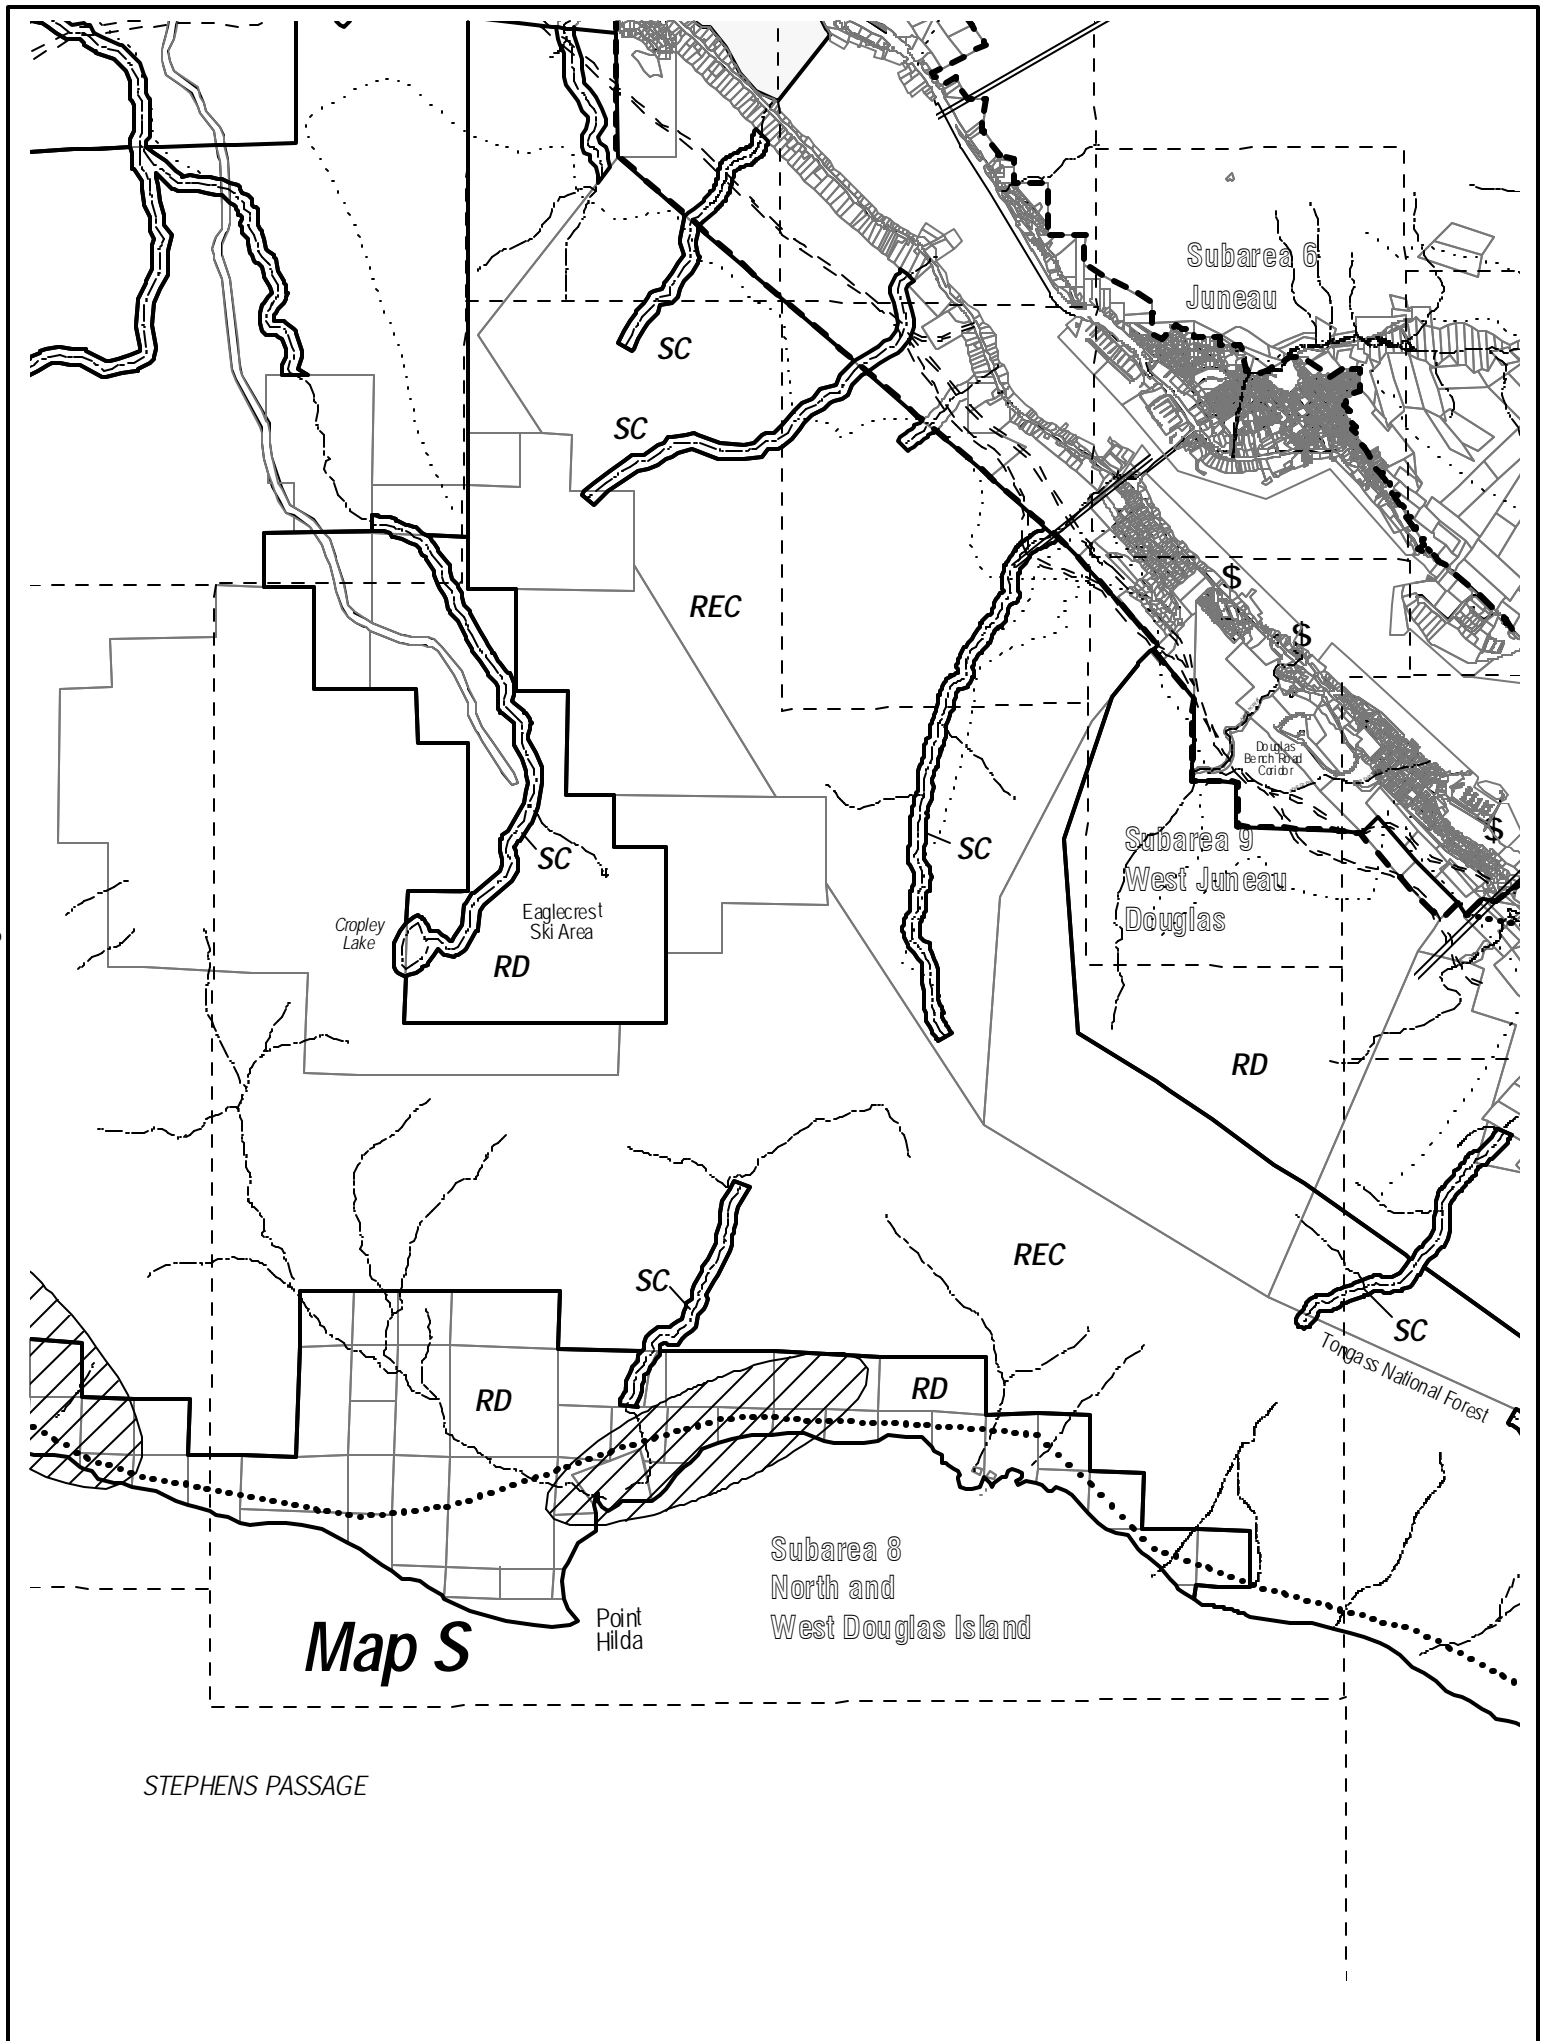 Subarea 6
Juneau
SC
SC
REC
$
$
Douglas
Bench Road
Coridor
$
Subarea 9
West Juneau
Douglas
SC
SC
Eaglecrest
Ski Area
Cropley
Lake
RD
RD
REC
SC
SC
Tongass National Forest
RD
RD
Subarea 8
North and
West Douglas Island
Point
Hilda
Map S
STEPHENS PASSAGE